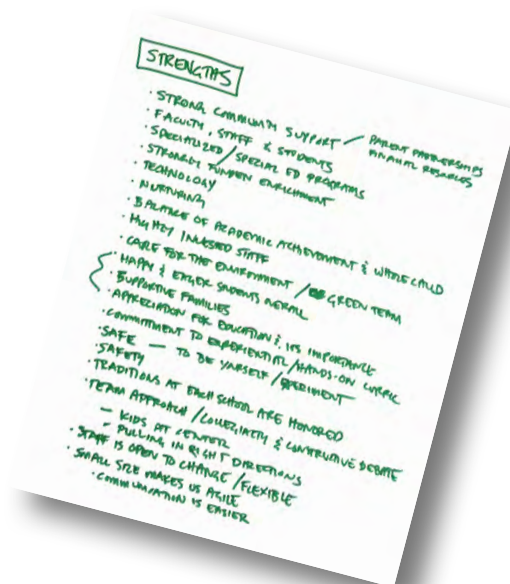 STRENGTHS
· STRONG COMMUNITY SUPPORT — PARENT PARTNERSHIPS
FINANCIAL RESOURCES
· FACULTY, STAFF & STUDENTS
· SPECIALIZED / SPECIAL ED PROGRAMS
· STRONG ENRICHMENT
· TECHNOLOGY
· NURTURING
· BALANCE OF ACADEMIC ACHIEVEMENT & WHOLE CHILD
· HIGHLY INVESTED STAFF
· CARE FOR THE ENVIRONMENT / GREEN TEAM
· HAPPY & EAGER STUDENTS OVERALL
· SUPPORTIVE FAMILIES
· APPRECIATION FOR EDUCATION & ITS IMPORTANCE
· COMMITMENT TO EXPERIENTIAL / HANDS-ON CURRIC
· SAFE — TO BE YOURSELF / EXPERIMENT
· SAFETY
· TRADITIONS AT EACH SCHOOL ARE HONORED
· TEAM APPROACH / COLLEGIALITY & CONSTRUCTIVE DEBATE
— KIDS AT CENTER
— PULLING IN RIGHT DIRECTIONS
· STAFF IS OPEN TO CHANGE / FLEXIBLE
· SMALL SIZE MAKES US AGILE
· COMMUNICATION IS EASIER